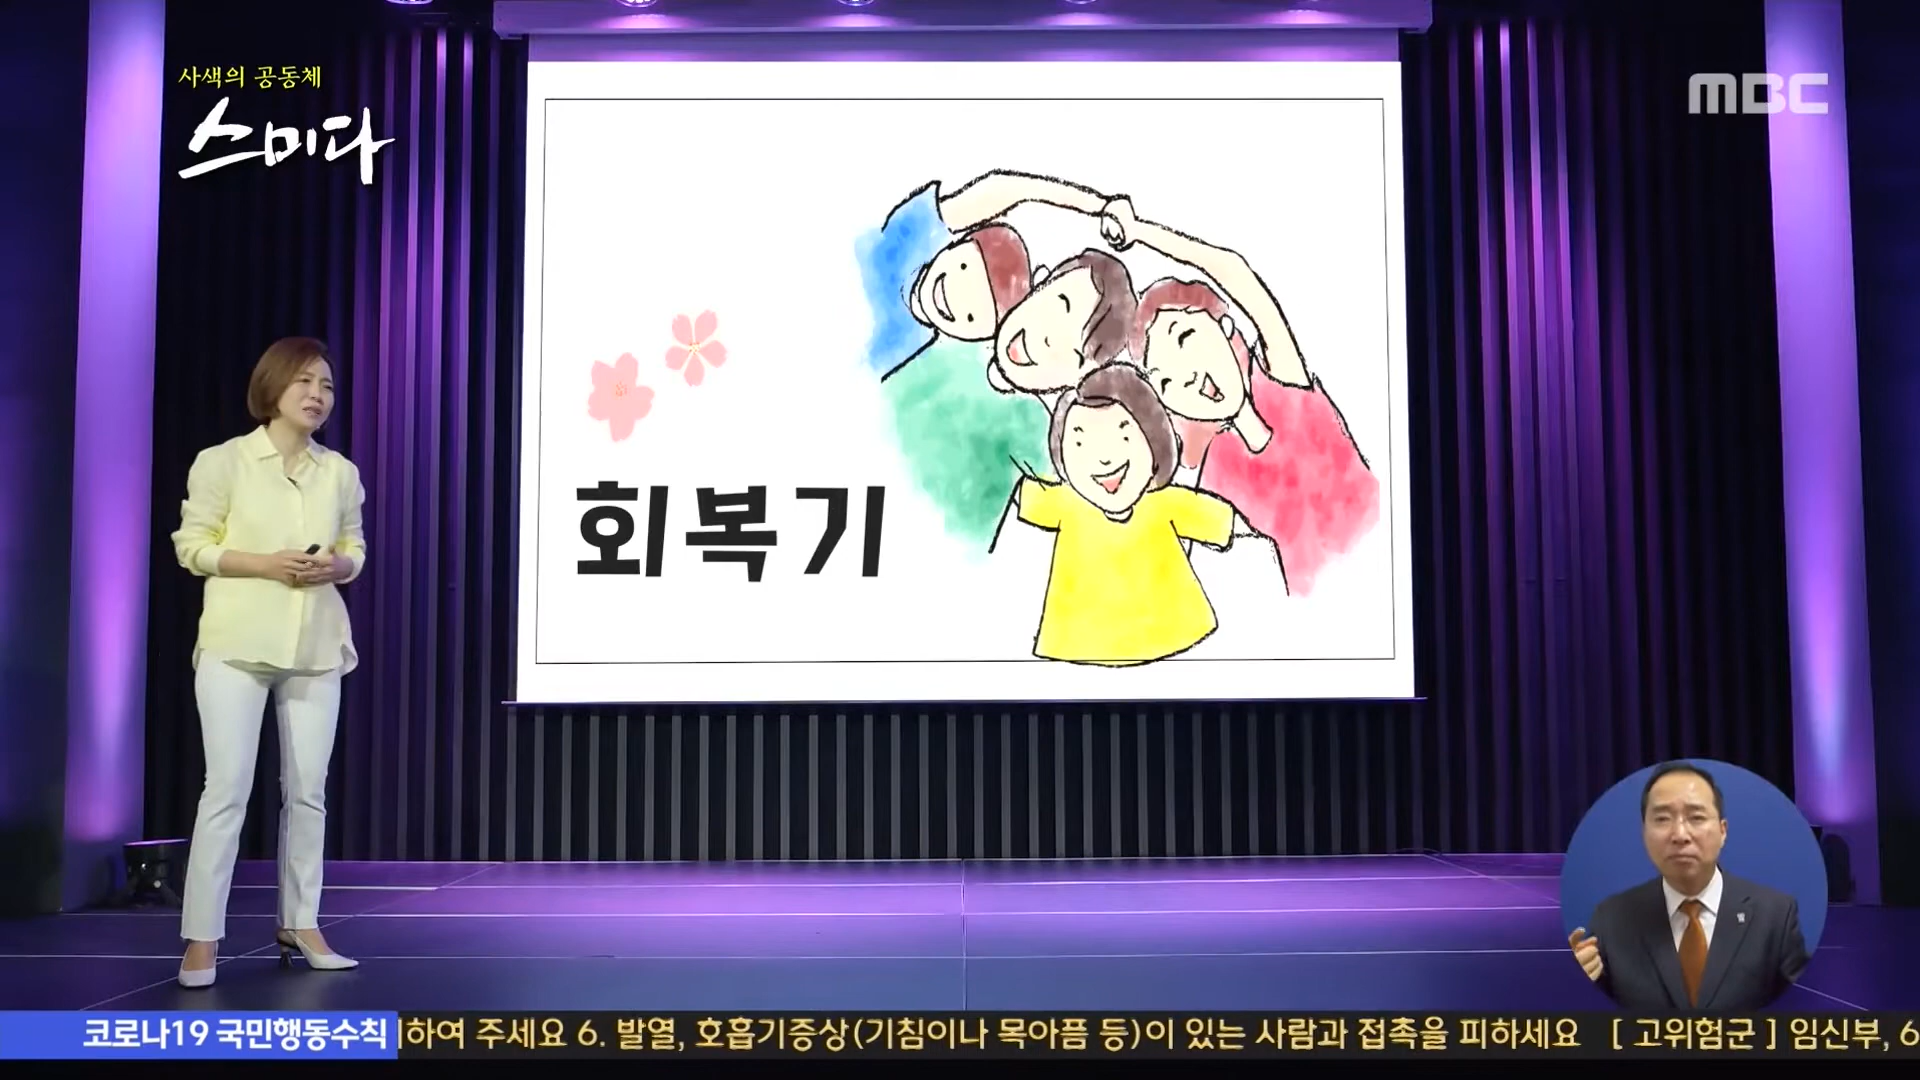 사색의 공동체
스미다
MBC
회복기
코로나19 국민행동수칙
하여 주세요 6. 발열, 호흡기증상(기침이나 목아픔 등)이 있는 사람과 접촉을 피하세요 [ 고위험군 ] 임신부, 6